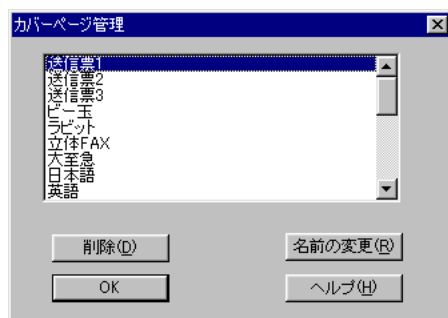 カバーページ管理
送信票1
送信票2
送信票3
ビー玉
ラビット
立体FAX
大至急
日本語
英語
削除(D)
名前の変更(R)
OK
ヘルプ(H)